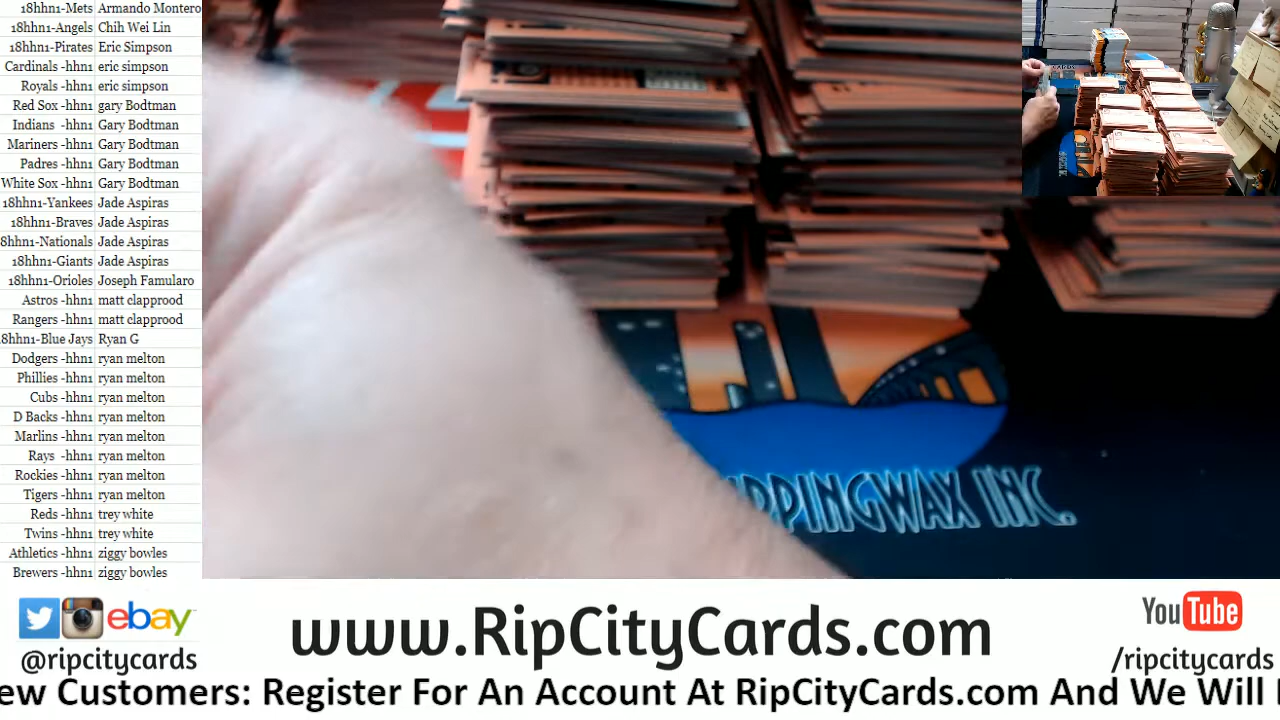 18hhn1-Mets Armando Montero
18hhn1-Angels Chih Wei Lin
18hhn1-Pirates Eric Simpson
Cardinals -hhn1 eric simpson
Royals -hhn1 eric simpson
Red Sox -hhn1 gary Bodtman
Indians -hhn1 Gary Bodtman
Mariners -hhn1 Gary Bodtman
Padres -hhn1 Gary Bodtman
White Sox -hhn1 Gary Bodtman
18hhn1-Yankees Jade Aspiras
18hhn1-Braves Jade Aspiras
8hhn1-Nationals Jade Aspiras
18hhn1-Giants Jade Aspiras
18hhn1-Orioles Joseph Famularo
Astros -hhn1 matt clapprood
Rangers -hhn1 matt clapprood
8hhn1-Blue Jays Ryan G
Dodgers -hhn1 ryan melton
Phillies -hhn1 ryan melton
Cubs -hhn1 ryan melton
D Backs -hhn1 ryan melton
Marlins -hhn1 ryan melton
Rays -hhn1 ryan melton
Rockies -hhn1 ryan melton
Tigers -hhn1 ryan melton
Reds -hhn1 trey white
Twins -hhn1 trey white
Athletics -hhn1 ziggy bowles
Brewers -hhn1 ziggy bowles
PPINGWAX INC.
ebay
@ripcitycards
www.RipCityCards.com
YouTube
/ripcitycards
ew Customers: Register For An Account At RipCityCards.com And We Will